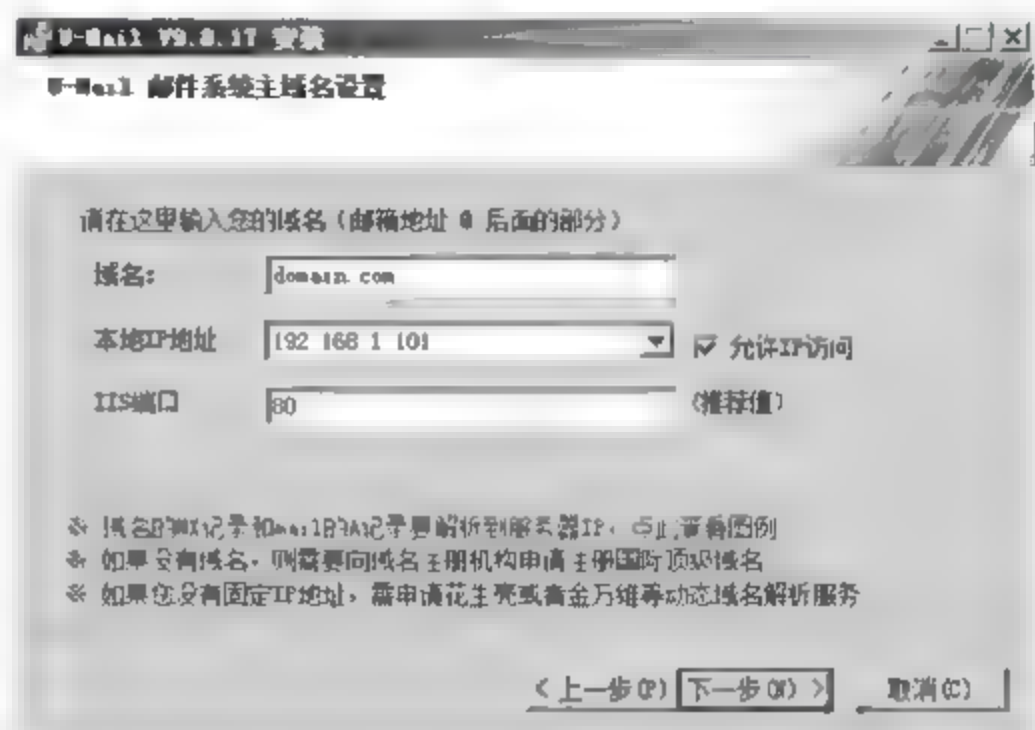 U-Mail V9.8.17 安装
U-Mail 邮件系统主域名设置
请在这里输入您的域名（邮箱地址 @ 后面的部分）
域名:
domain.com
本地IP地址
192 168 1 101
允许IP访问
IIS端口
80
(推荐值)
※ 域名的MX记录和mail的A记录要解析到服务器IP，点此查看图例
※ 如果没有域名，则需要向域名注册机构申请注册国际顶级域名
※ 如果您没有固定IP地址，需申请花生壳或者金万维等动态域名解析服务
< 上一步(P)
下一步(N) >
取消(C)